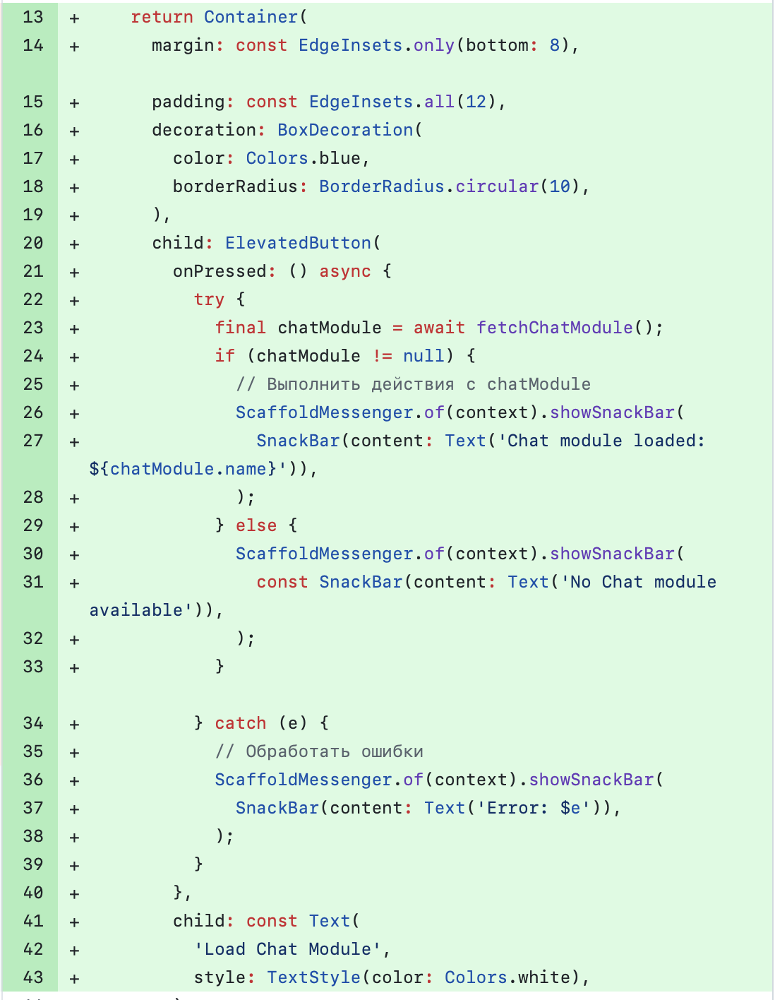 13 + return Container(
14 + margin: const EdgeInsets.only(bottom: 8),
15 + padding: const EdgeInsets.all(12),
16 + decoration: BoxDecoration(
17 + color: Colors.blue,
18 + borderRadius: BorderRadius.circular(10),
19 + ),
20 + child: ElevatedButton(
21 + onPressed: () async {
22 + try {
23 + final chatModule = await fetchChatModule();
24 + if (chatModule != null) {
25 + // Выполнить действия с chatModule
26 + ScaffoldMessenger.of(context).showSnackBar(
27 + SnackBar(content: Text('Chat module loaded:
${chatModule.name}')),
28 + );
29 + } else {
30 + ScaffoldMessenger.of(context).showSnackBar(
31 + const SnackBar(content: Text('No Chat module
available')),
32 + );
33 + }
34 + } catch (e) {
35 + // Обработать ошибки
36 + ScaffoldMessenger.of(context).showSnackBar(
37 + SnackBar(content: Text('Error: $e')),
38 + );
39 + }
40 + },
41 + child: const Text(
42 + 'Load Chat Module',
43 + style: TextStyle(color: Colors.white),